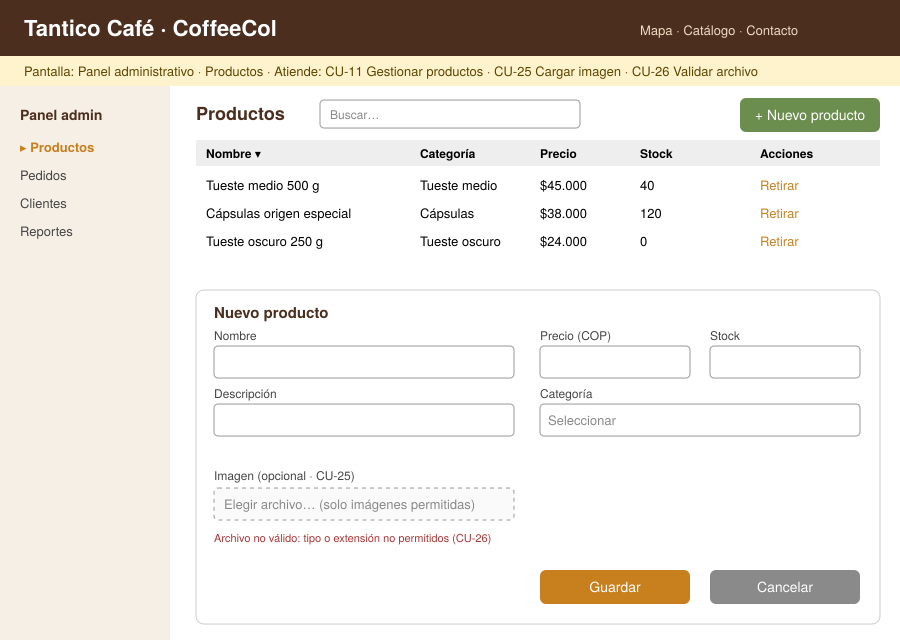 Tantico Café · CoffeeCol
Mapa · Catálogo · Contacto
Pantalla: Panel administrativo · Productos · Atiende: CU-11 Gestionar productos · CU-25 Cargar imagen · CU-26 Validar archivo
Panel admin
▸ Productos
Pedidos
Clientes
Reportes
Productos
Buscar…
+ Nuevo producto
Nombre ▾ Categoría Precio Stock Acciones
Tueste medio 500 g Tueste medio $45.000 40 Retirar
Cápsulas origen especial Cápsulas $38.000 120 Retirar
Tueste oscuro 250 g Tueste oscuro $24.000 0 Retirar
Nuevo producto
Nombre Precio (COP) Stock
Descripción Categoría
Seleccionar
Imagen (opcional · CU-25)
Elegir archivo… (solo imágenes permitidas)
Archivo no válido: tipo o extensión no permitidos (CU-26)
Guardar Cancelar